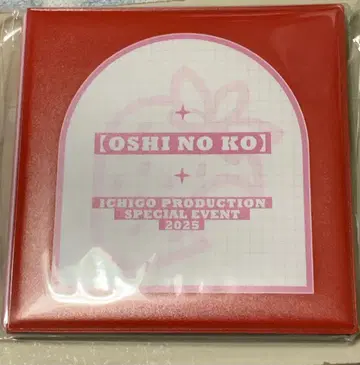 【OSHI NO KO】
ICHIGO PRODUCTION
SPECIAL EVENT
2025